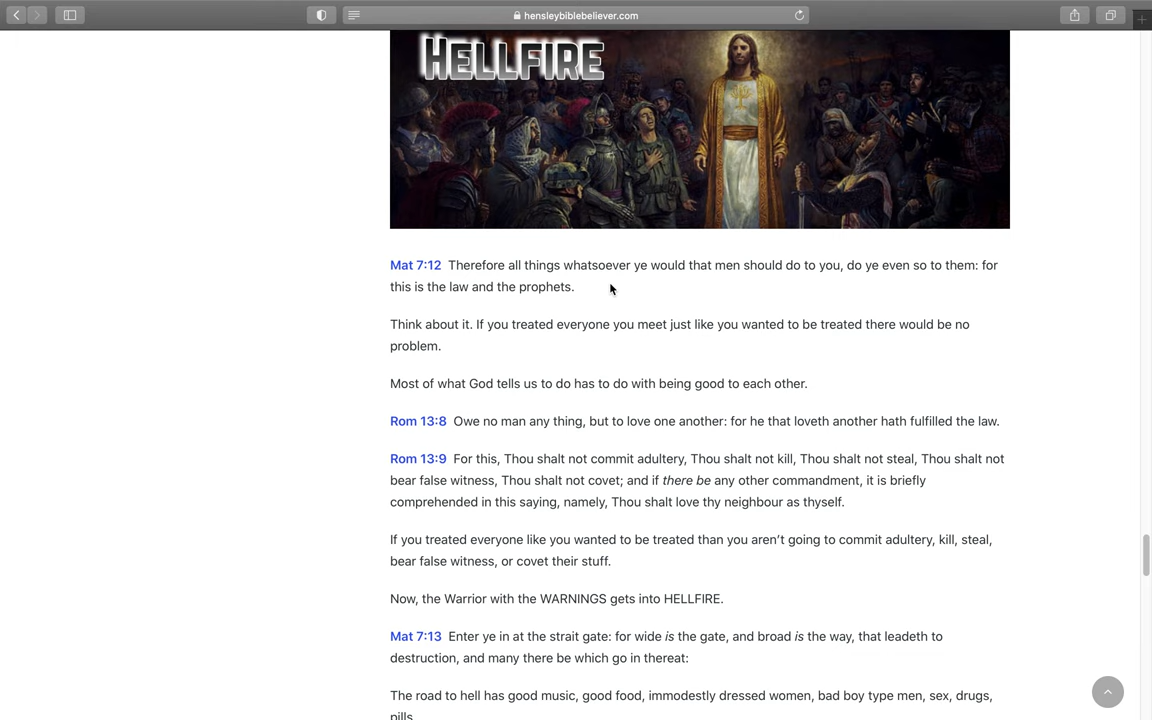 hensleybiblebeliever.com
HELLFIRE
Mat 7:12 Therefore all things whatsoever ye would that men should do to you, do ye even so to them: for
this is the law and the prophets.
Think about it. If you treated everyone you meet just like you wanted to be treated there would be no
problem.
Most of what God tells us to do has to do with being good to each other.
Rom 13:8 Owe no man any thing, but to love one another: for he that loveth another hath fulfilled the law.
Rom 13:9 For this, Thou shalt not commit adultery, Thou shalt not kill, Thou shalt not steal, Thou shalt not
bear false witness, Thou shalt not covet; and if there be any other commandment, it is briefly
comprehended in this saying, namely, Thou shalt love thy neighbour as thyself.
If you treated everyone like you wanted to be treated than you aren’t going to commit adultery, kill, steal,
bear false witness, or covet their stuff.
Now, the Warrior with the WARNINGS gets into HELLFIRE.
Mat 7:13 Enter ye in at the strait gate: for wide is the gate, and broad is the way, that leadeth to
destruction, and many there be which go in thereat:
The road to hell has good music, good food, immodestly dressed women, bad boy type men, sex, drugs,
pills